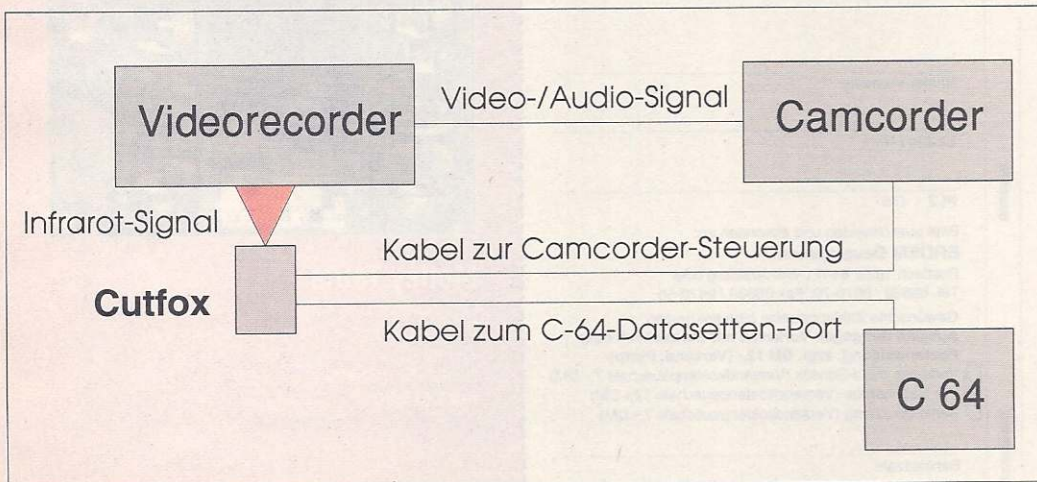 Videorecorder
Video-/Audio-Signal
Camcorder
Infrarot-Signal
Kabel zur Camcorder-Steuerung
Cutfox
Kabel zum C-64-Datasetten-Port
C 64